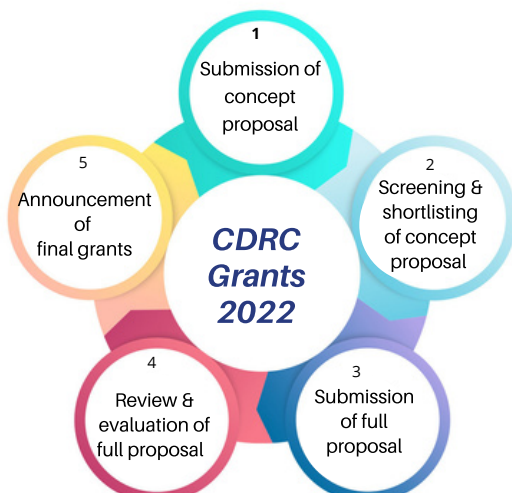 1
Submission of
concept
proposal
2
Screening &
shortlisting
of concept
proposal
3
Submission
of full
proposal
4
Review &
evaluation of
full proposal
5
Announcement
of
final grants
CDRC
Grants
2022